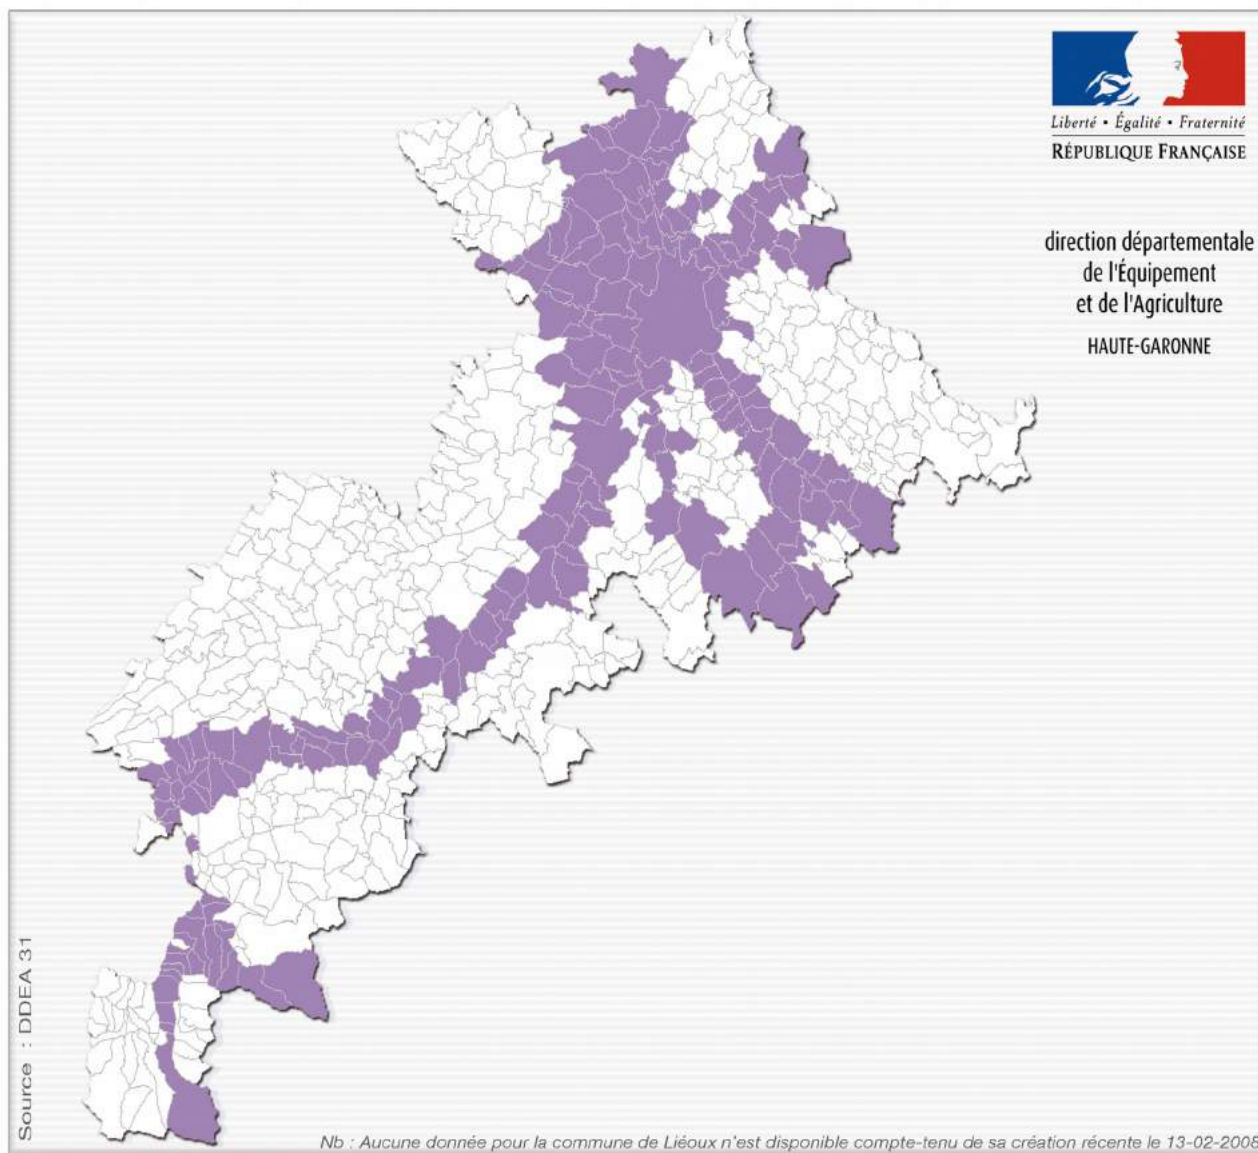 Liberté • Égalité • Fraternité
RÉPUBLIQUE FRANÇAISE
direction départementale
de l'Équipement
et de l'Agriculture
HAUTE-GARONNE
Source : DDEA 31
Nb : Aucune donnée pour la commune de Liéoux n'est disponible compte-tenu de sa création récente le 13-02-2008